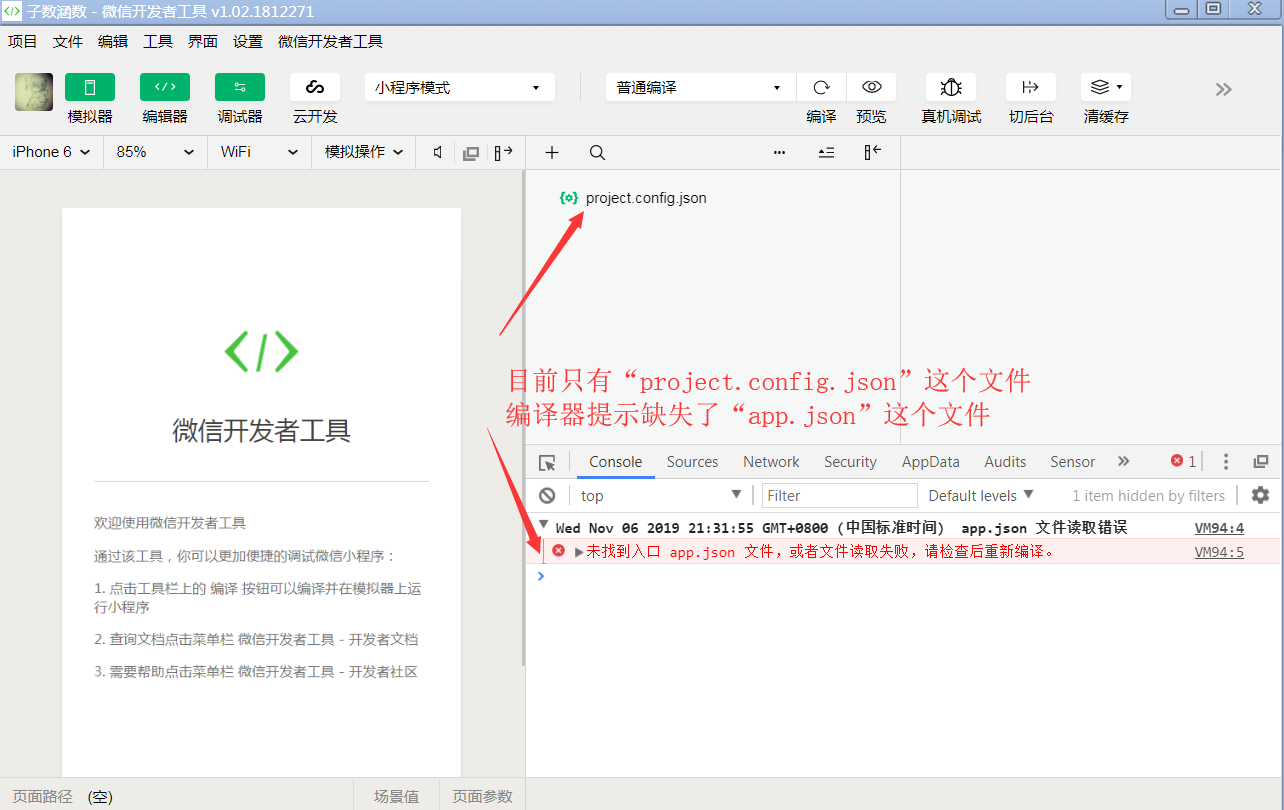 子数涵数 - 微信开发者工具 v1.02.1812271
项目 文件 编辑 工具 界面 设置 微信开发者工具
模拟器 编辑器 调试器 云开发 小程序模式 普通编译 编译 预览 真机调试 切后台 清缓存
iPhone 6 85% WiFi 模拟操作
project.config.json
微信开发者工具
欢迎使用微信开发者工具
通过该工具，你可以更加便捷的调试微信小程序：
1. 点击工具栏上的 编译 按钮可以编译并在模拟器上运
行小程序
2. 查询文档点击菜单栏 微信开发者工具 - 开发者文档
3. 需要帮助点击菜单栏 微信开发者工具 - 开发者社区
目前只有“project.config.json”这个文件
编译器提示缺失了“app.json”这个文件
Console Sources Network Security AppData Audits Sensor 1
top Filter Default levels 1 item hidden by filters
Wed Nov 06 2019 21:31:55 GMT+0800 (中国标准时间) app.json 文件读取错误 VM94:4
未找到入口 app.json 文件，或者文件读取失败，请检查后重新编译。 VM94:5
页面路径 (空) 场景值 页面参数